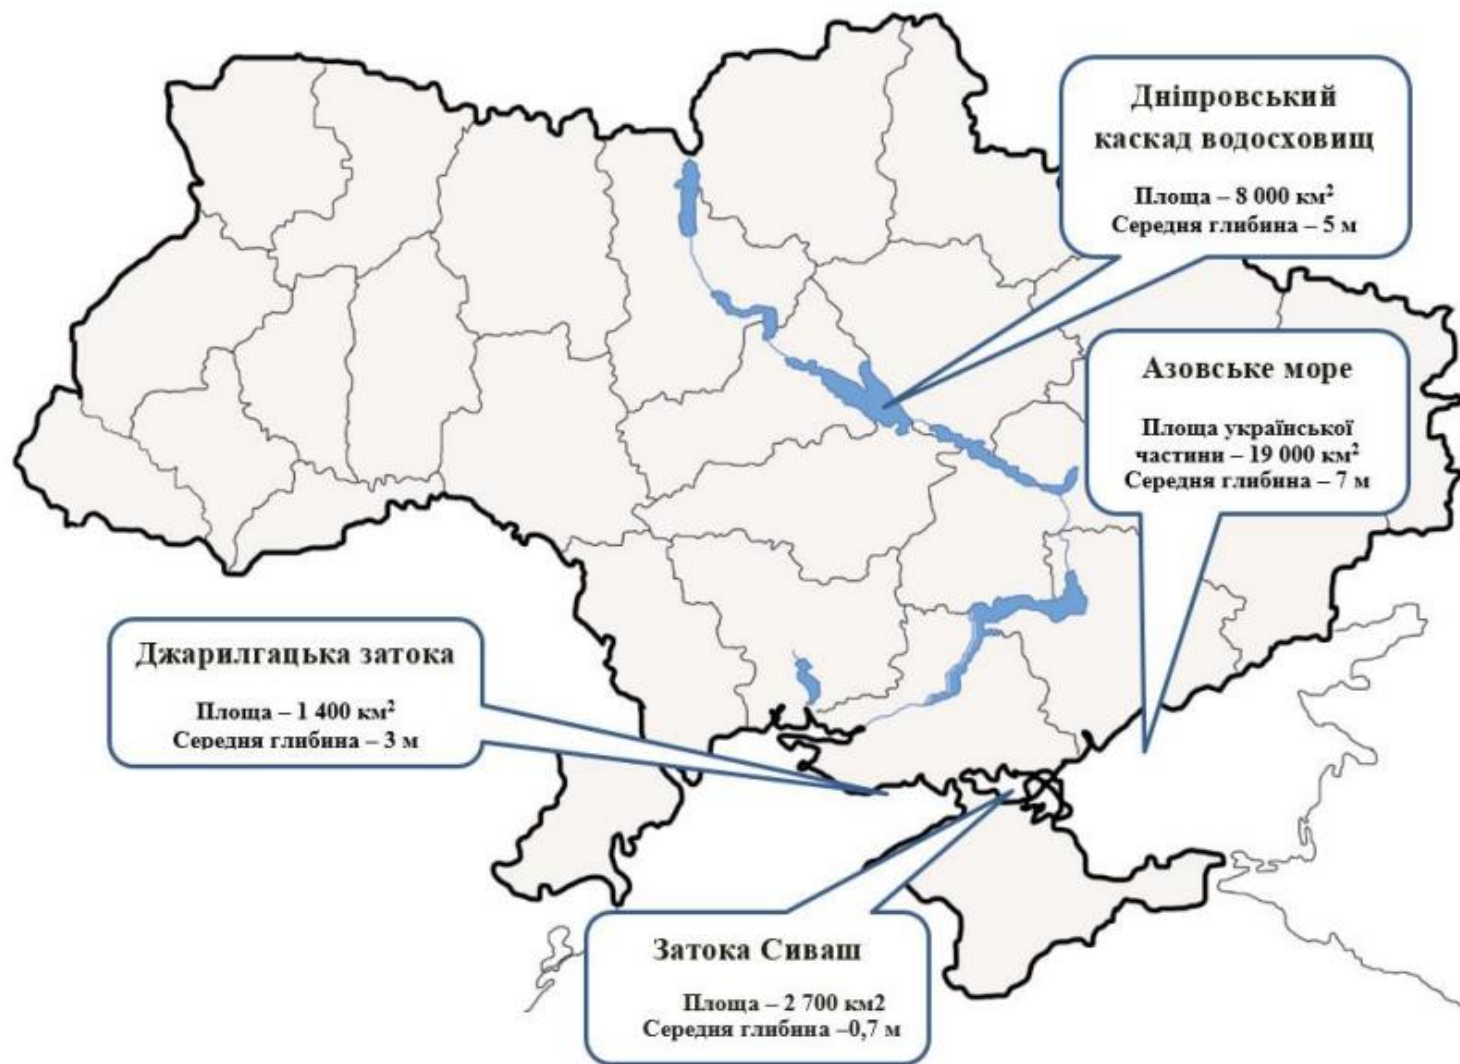 Дніпровський
каскад водосховищ
Площа – 8 000 км²
Середня глибина – 5 м
Азовське море
Площа української
частини – 19 000 км²
Середня глибина – 7 м
Джарилгацька затока
Площа – 1 400 км²
Середня глибина – 3 м
Затока Сиваш
Площа – 2 700 км2
Середня глибина –0,7 м